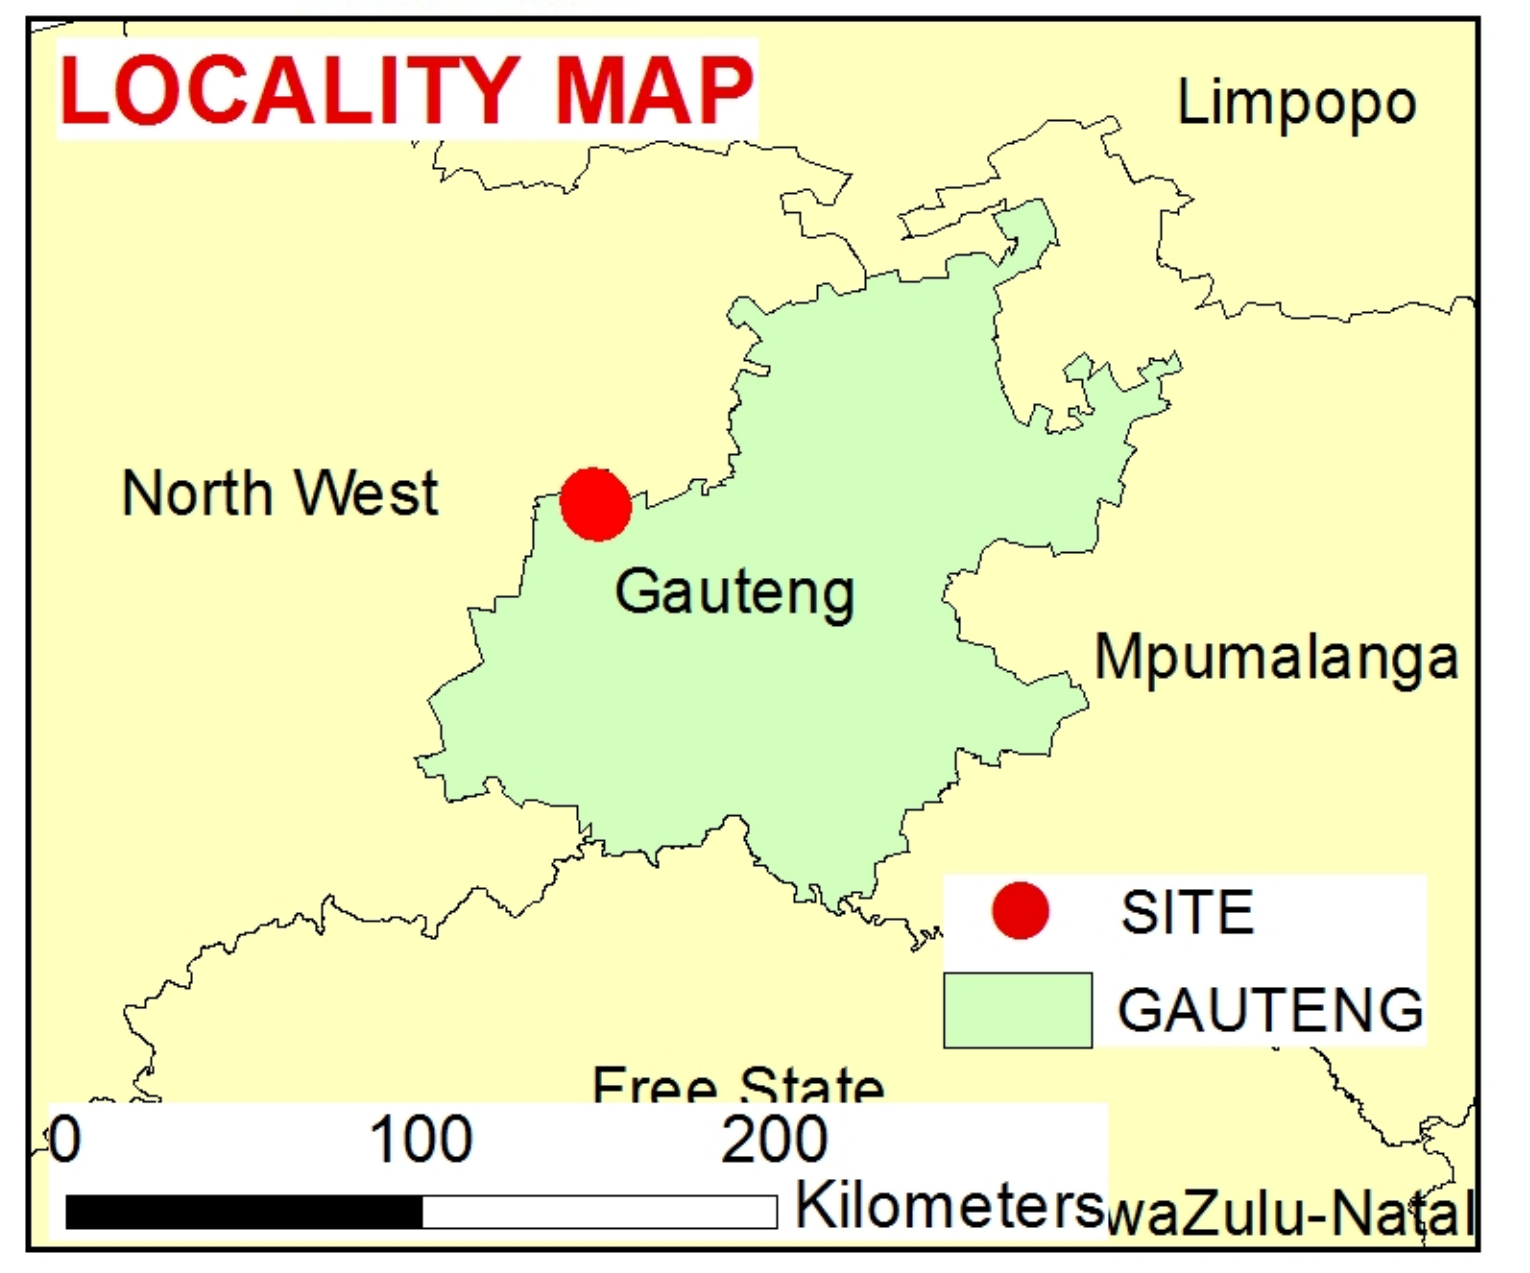 LOCALITY MAP
Limpopo
North West
Gauteng
Mpumalanga
SITE
GAUTENG
Free State
0 100 200
Kilometers
waZulu-Natal